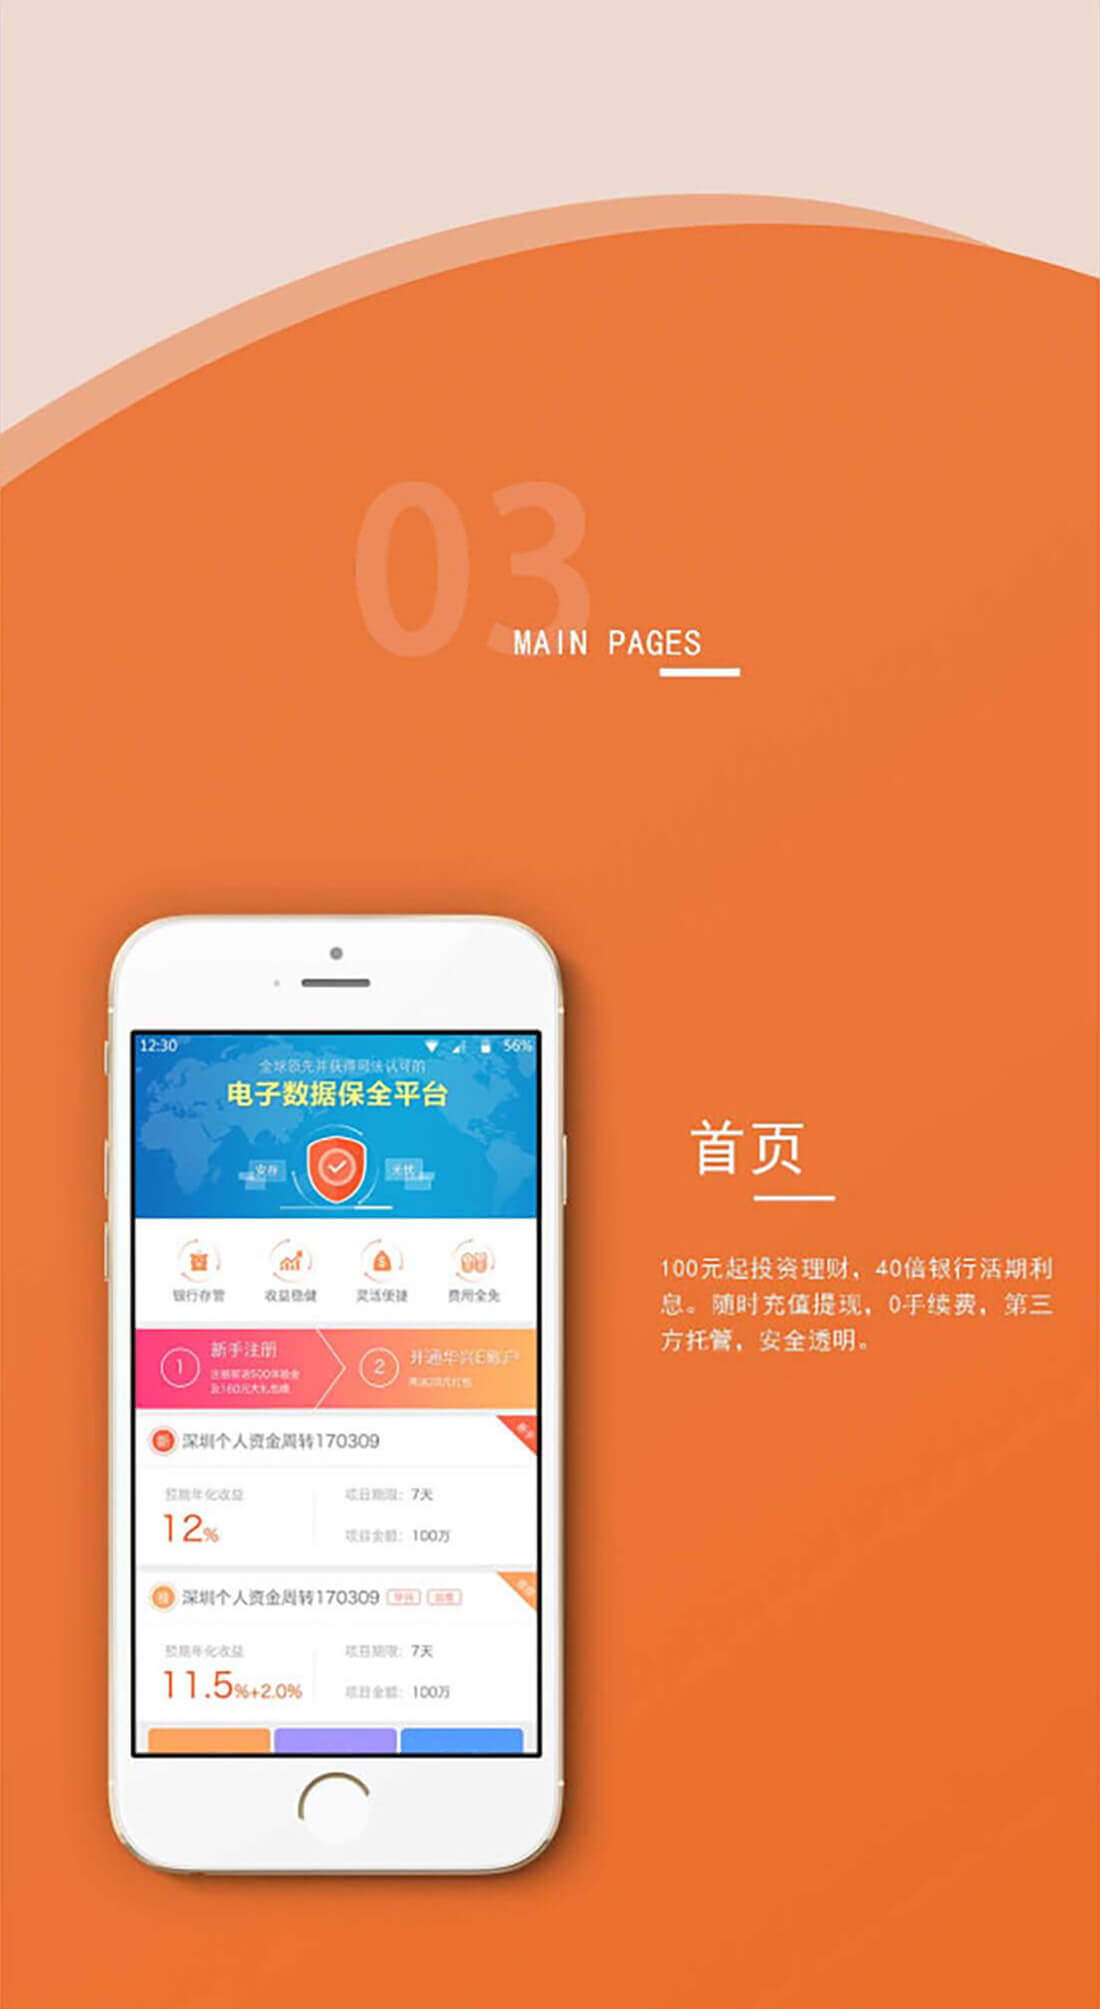 03
MAIN PAGES
12:30
56%
全球领先并获得司法认可的
电子数据保全平台
安存
无忧
银行存管
收益稳健
灵活便捷
费用全免
1
新手注册
注册即送500体验金
及160元大礼包噢
2
开通华兴E账户
再送20元红包
新
深圳个人资金周转170309
新手
预期年化收益
项目期限：7天
12%
项目金额：100万
深圳个人资金周转170309
预期年化收益
项目期限：7天
11.5%+2.0%
项目金额：100万
首页
100元起投资理财，40倍银行活期利
息。随时充值提现，0手续费，第三
方托管，安全透明。